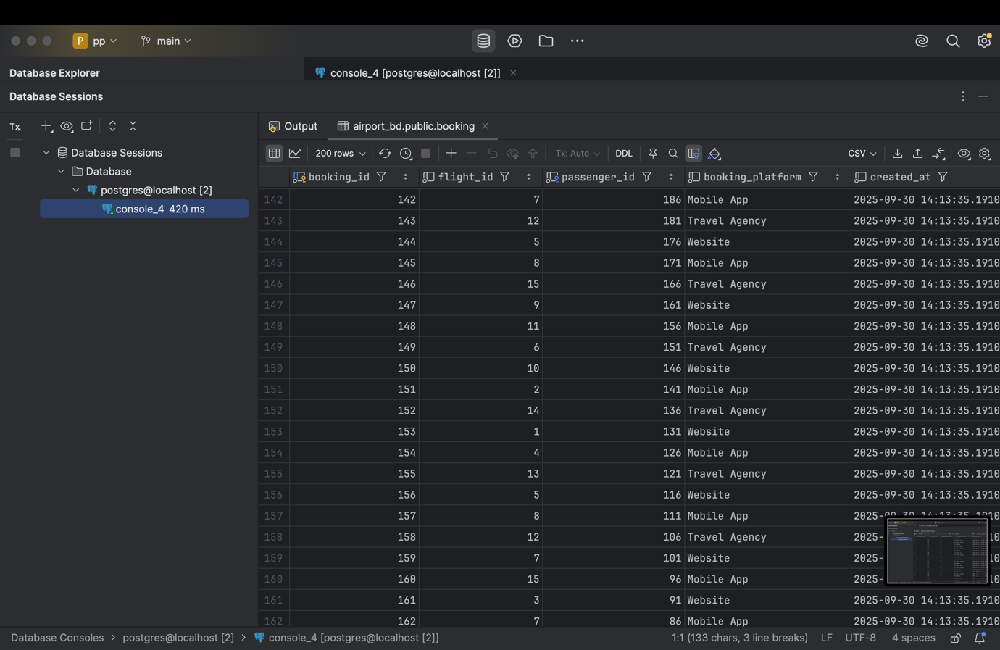 P pp main
Database Explorer console_4 [postgres@localhost [2]]
Database Sessions
Tx Output airport_bd.public.booking
Database Sessions 200 rows Tx: Auto DDL CSV
Database
postgres@localhost [2]
console_4 420 ms
booking_id flight_id passenger_id booking_platform created_at
142 142 7 186 Mobile App 2025-09-30 14:13:35.1910
143 143 12 181 Travel Agency 2025-09-30 14:13:35.1910
144 144 5 176 Website 2025-09-30 14:13:35.1910
145 145 8 171 Mobile App 2025-09-30 14:13:35.1910
146 146 15 166 Travel Agency 2025-09-30 14:13:35.1910
147 147 9 161 Website 2025-09-30 14:13:35.1910
148 148 11 156 Mobile App 2025-09-30 14:13:35.1910
149 149 6 151 Travel Agency 2025-09-30 14:13:35.1910
150 150 10 146 Website 2025-09-30 14:13:35.1910
151 151 2 141 Mobile App 2025-09-30 14:13:35.1910
152 152 14 136 Travel Agency 2025-09-30 14:13:35.1910
153 153 1 131 Website 2025-09-30 14:13:35.1910
154 154 4 126 Mobile App 2025-09-30 14:13:35.1910
155 155 13 121 Travel Agency 2025-09-30 14:13:35.1910
156 156 5 116 Website 2025-09-30 14:13:35.1910
157 157 8 111 Mobile App 2025-09-30 14:13:35.1910
158 158 12 106 Travel Agency 2025-
159 159 7 101 Website 2025-
160 160 15 96 Mobile App 2025-
161 161 3 91 Website 2025-09-30 14:13:35.1910
162 162 7 86 Mobile App 2025-09-30 14:13:35.1910
Database Consoles > postgres@localhost [2] > console_4 [postgres@localhost [2]] 1:1 (133 chars, 3 line breaks) LF UTF-8 4 spaces